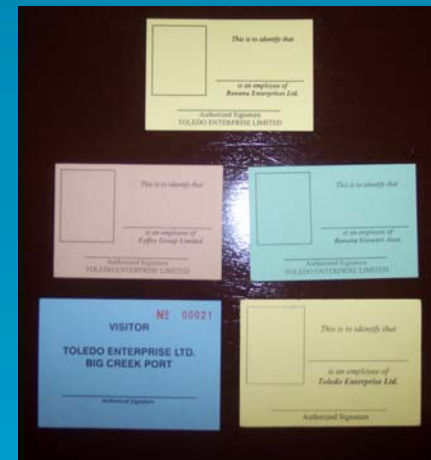 This is to identify that
is an employee of
Banana Enterprises Ltd.
Authorized Signature
TOLEDO ENTERPRISE LIMITED
This is to identify that
is an employee of
Fyffes Group Limited
Authorized Signature
TOLEDO ENTERPRISE LIMITED
This is to identify that
is an employee of
Banana Growers Assn.
Authorized Signature
TOLEDO ENTERPRISE LIMITED
Nº 00021
VISITOR
TOLEDO ENTERPRISE LTD.
BIG CREEK PORT
Authorized Signature
This is to identify that
is an employee of
Toledo Enterprise Ltd.
Authorized Signature